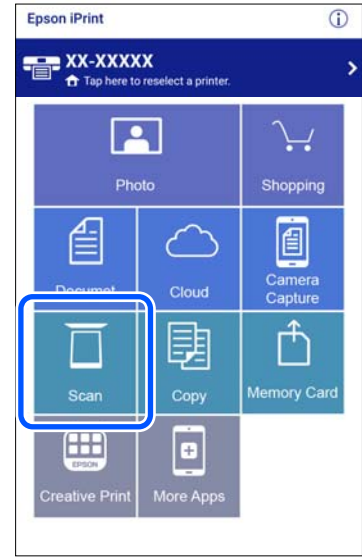 Epson iPrint
XX-XXXXX
Tap here to reselect a printer.
Photo
Shopping
Documet
Cloud
Camera
Capture
Scan
Copy
Memory Card
EPSON
Creative Print
More Apps